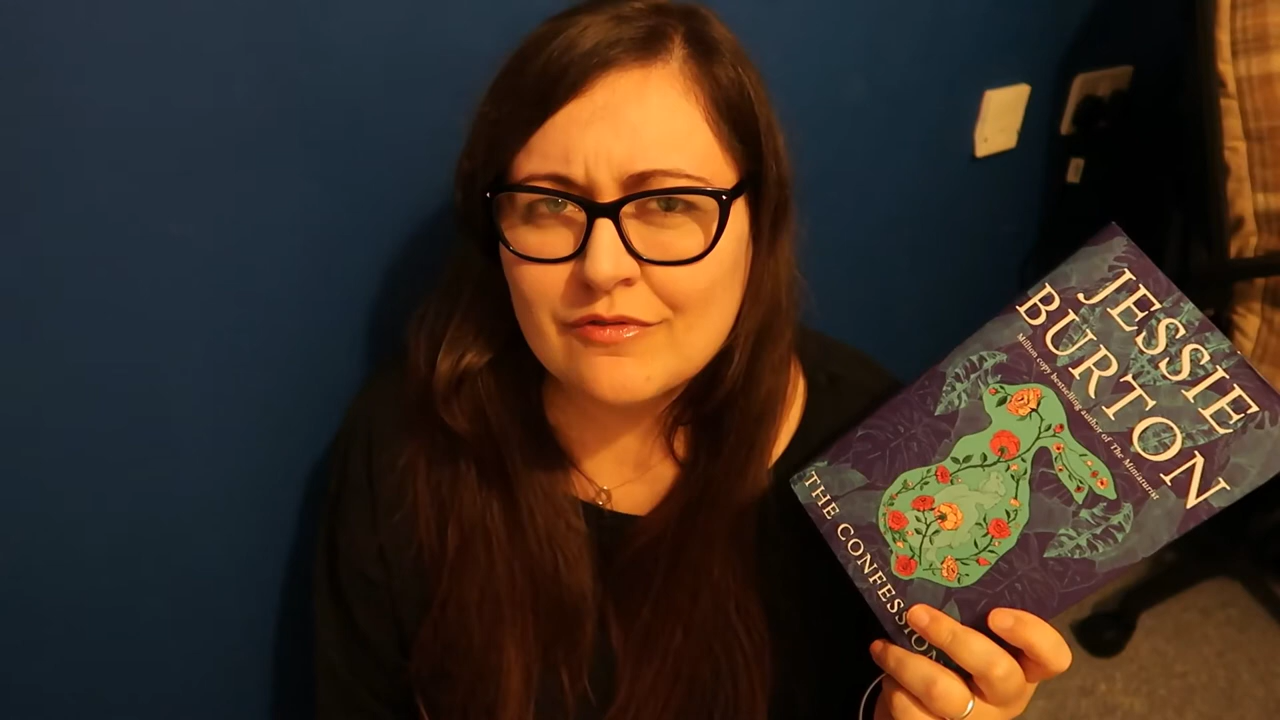 JESSIE
BURTON
Million copy bestselling author of The Miniaturist
THE CONFESSION